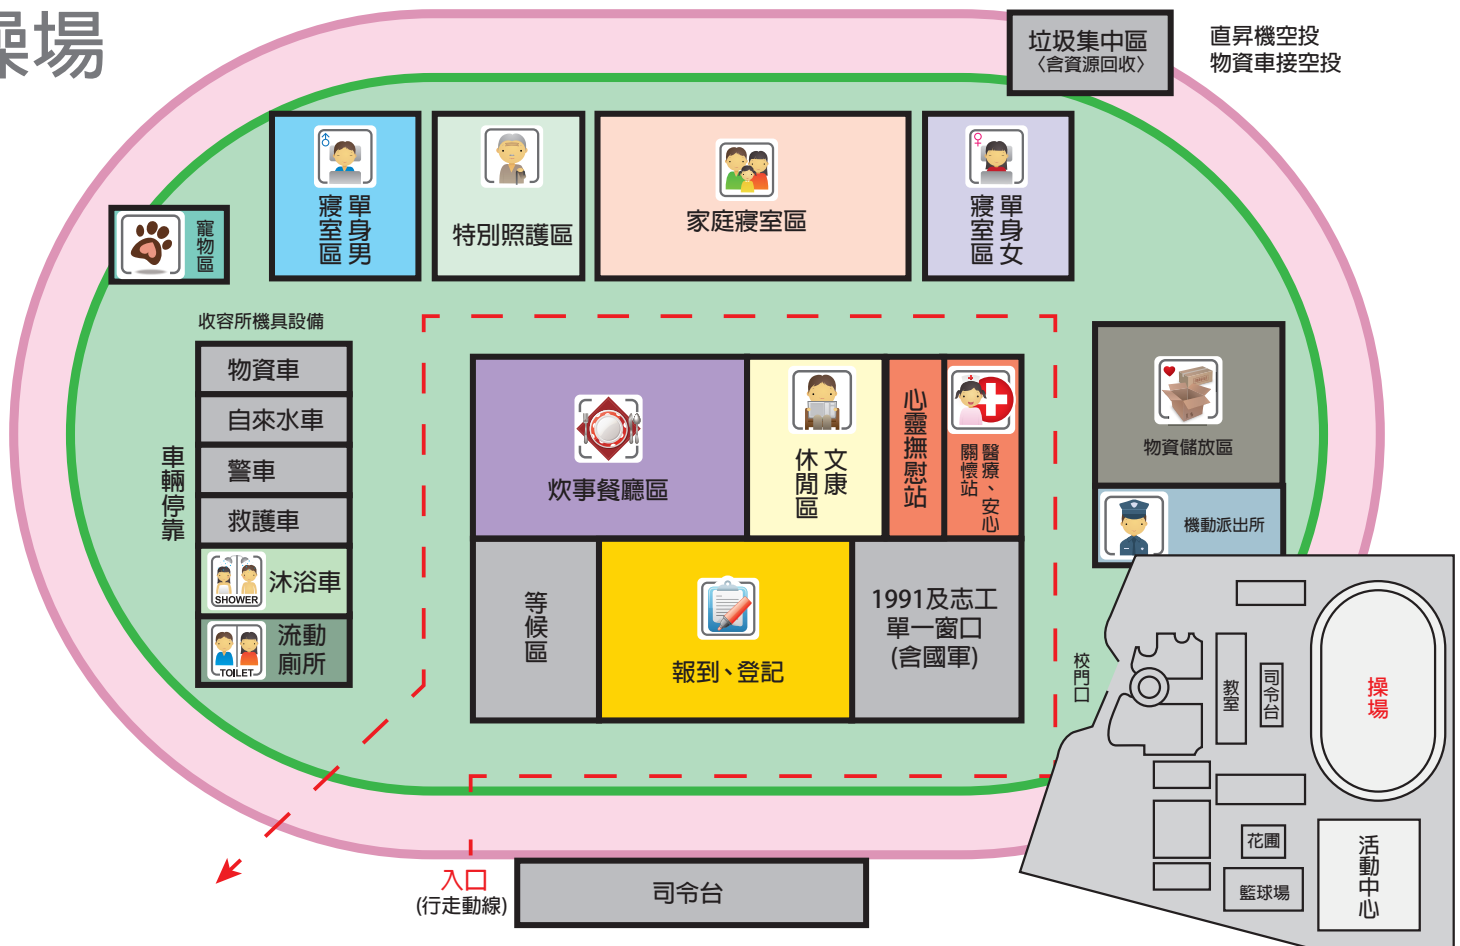 操場
垃圾集中區
〈含資源回收〉
直昇機空投
物資車接空投
單身男
寢室區
特別照護區
家庭寢室區
單身女
寢室區
寵物區
收容所機具設備
物資車
自來水車
警車
救護車
SHOWER
沐浴車
TOILET
流動
廁所
車輛停靠
炊事餐廳區
文康
休閒區
心靈撫慰站
醫療、安心
關懷站
物資儲放區
機動派出所
等候區
報到、登記
1991及志工
單一窗口
(含國軍)
校門口
教室
司令台
操場
花圃
籃球場
活動中心
入口
(行走動線)
司令台